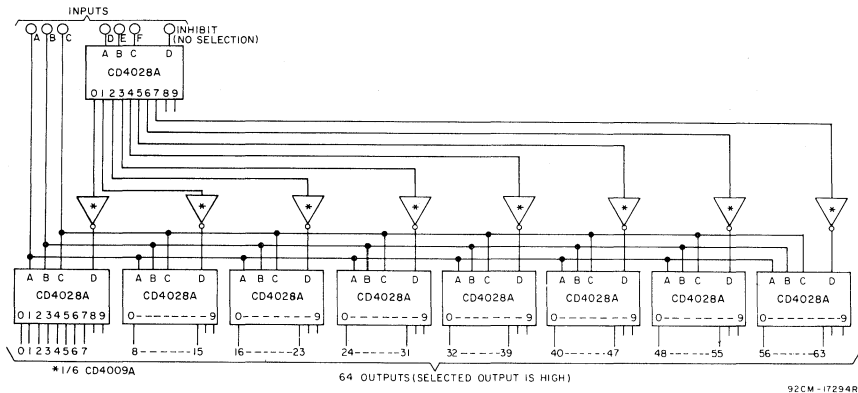 INPUTS
A B C D E F INHIBIT
(NO SELECTION)
A B C D
CD4028A
0 1 2 3 4 5 6 7 8 9
* * * * * * * *
A B C D A B C D A B C D A B C D A B C D A B C D A B C D A B C D
CD4028A CD4028A CD4028A CD4028A CD4028A CD4028A CD4028A CD4028A
0 1 2 3 4 5 6 7 8 9 0-------9 0-------9 0-------9 0-------9 0-------9 0-------9 0-------9
0 1 2 3 4 5 6 7 8-------15 16------23 24------31 32------39 40-----47 48------55 56------63
*1/6 CD4009A
64 OUTPUTS (SELECTED OUTPUT IS HIGH)
92CM-17294R